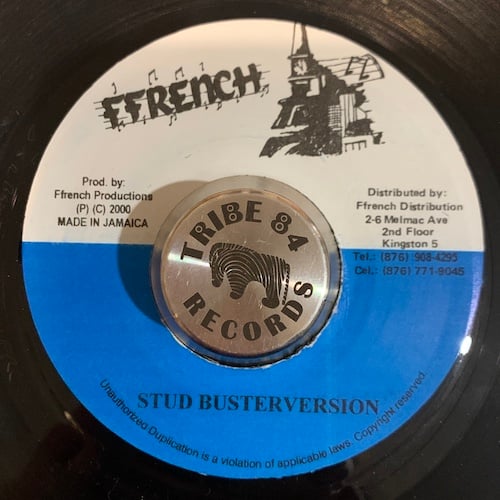 FFRENCH
Prod. by:
Ffrench Productions
(P) (C) 2000
MADE IN JAMAICA
Distributed by:
Ffrench Distribution
2-6 Melmac Ave
2nd Floor
Kingston 5
Tel.: (876) 908-4295
Cel.: (876) 771-9045
TRIBE 84
RECORDS
STUD BUSTERVERSION
Unauthorized Duplication is a violation of applicable laws. Copyright reserved.